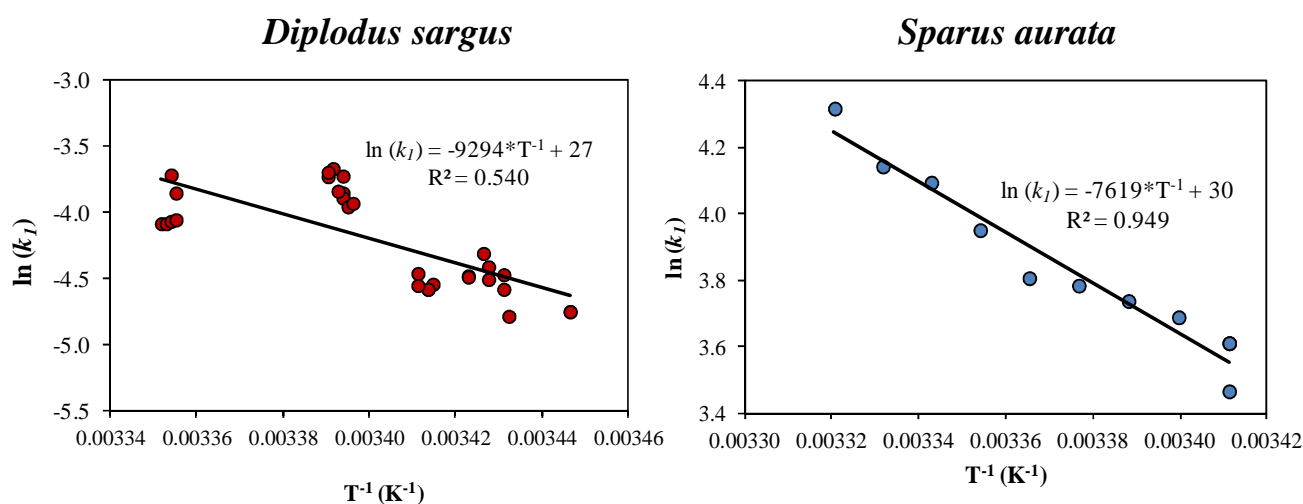 Diplodus sargus
-3.0
-3.5
-4.0
-4.5
-5.0
-5.5
ln (k1)
ln (k1) = -9294*T-1 + 27
R² = 0.540
0.00334 0.00336 0.00338 0.00340 0.00342 0.00344 0.00346
T-1 (K-1)
Sparus aurata
4.4
4.2
4.0
3.8
3.6
3.4
ln (k1)
ln (k1) = -7619*T-1 + 30
R² = 0.949
0.00330 0.00332 0.00334 0.00336 0.00338 0.00340 0.00342
T-1 (K-1)